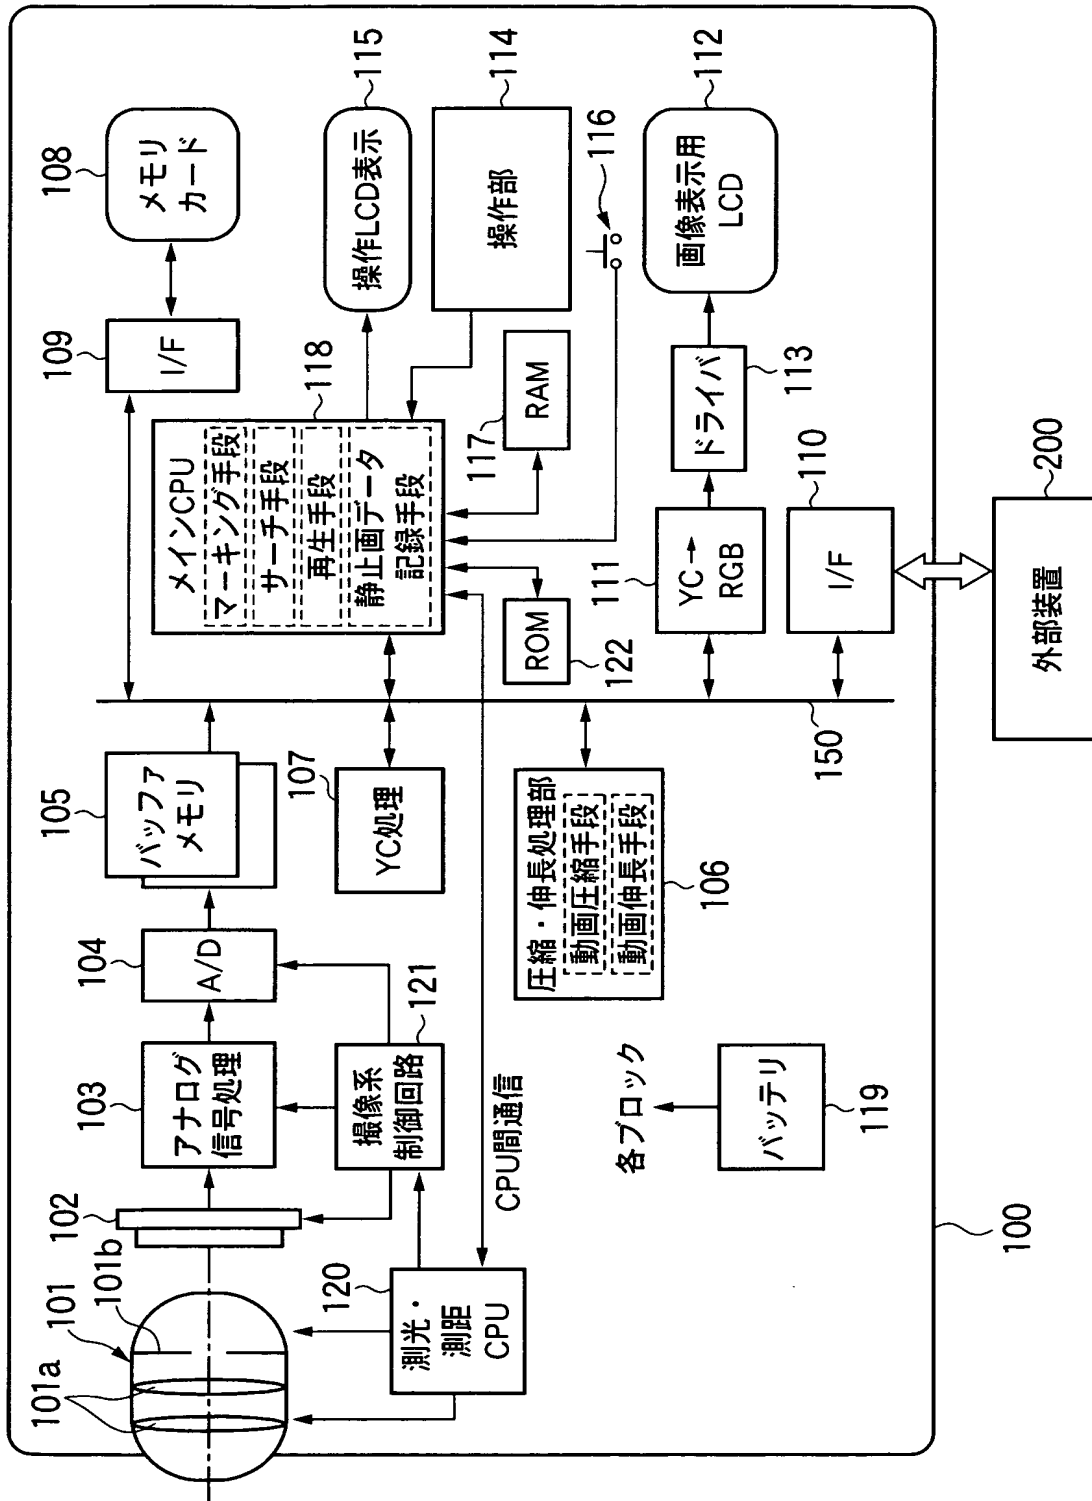 101
101a
101b
102
103
アナログ
信号処理
104
A/D
105
バッファ
メモリ
109
I/F
108
メモリ
カード
120
測光・
測距
CPU
121
撮像系
制御回路
107
YC処理
118
メインCPU
マーキング手段
サーチ手段
再生手段
静止画データ
記録手段
115
操作LCD表示
114
操作部
CPU間通信
106
圧縮・伸長処理部
動画圧縮手段
動画伸長手段
122
ROM
117
RAM
116
各ブロック
119
バッテリ
150
111
YC→
RGB
113
ドライバ
112
画像表示用
LCD
110
I/F
100
200
外部装置